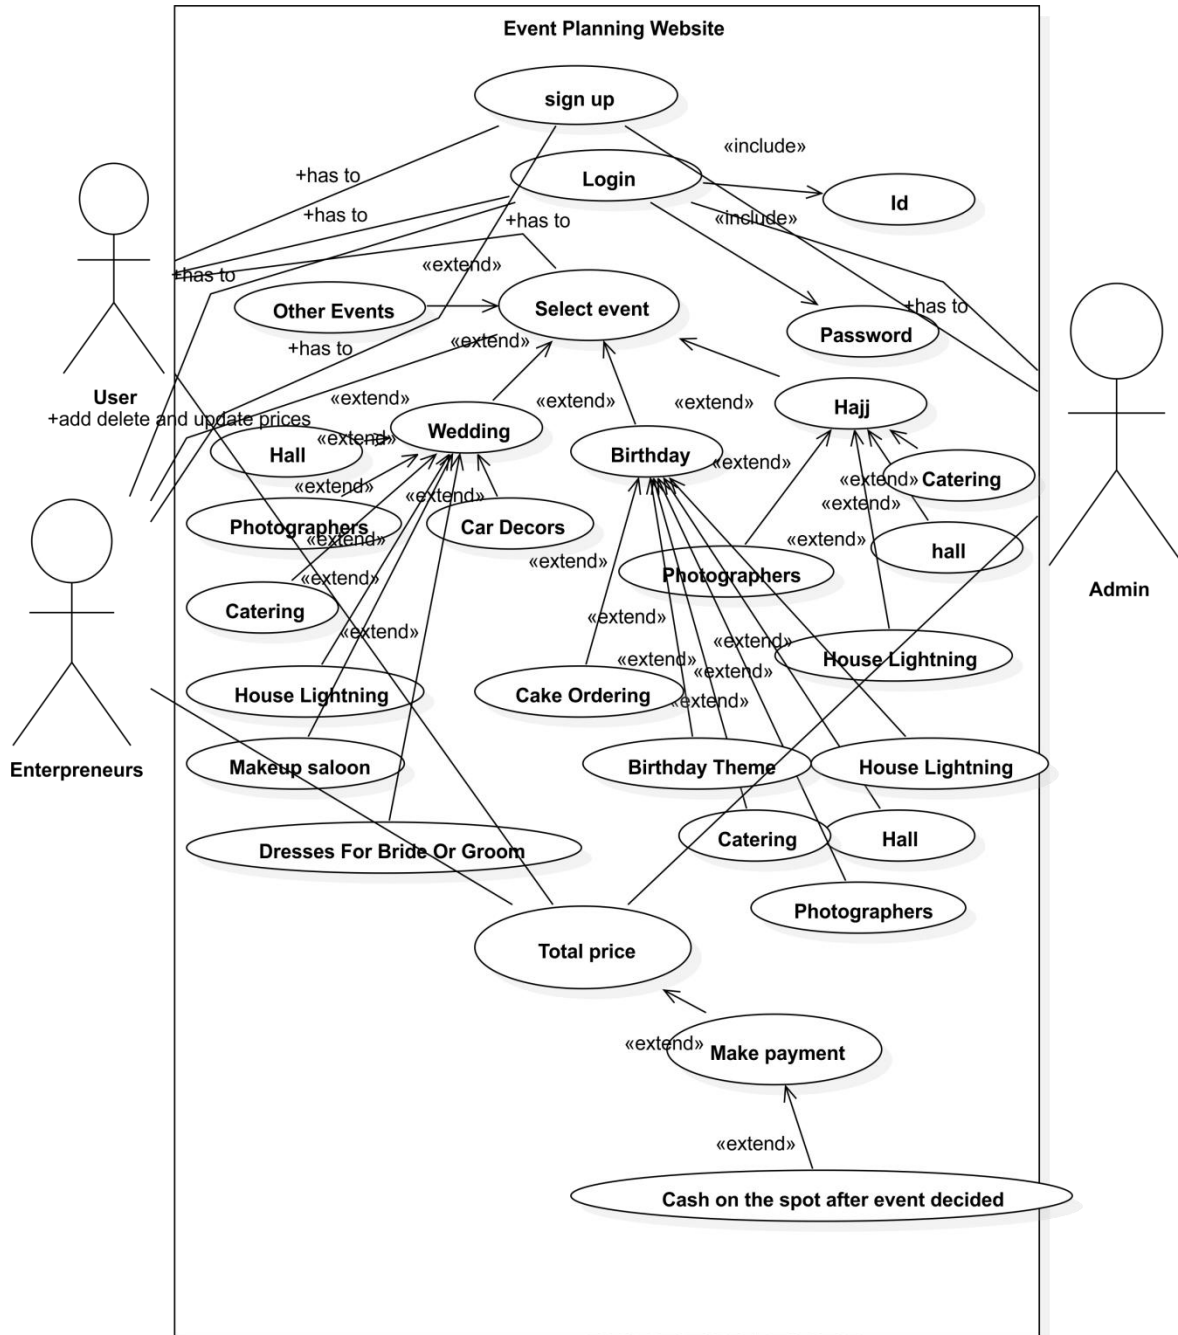 Event Planning Website
sign up
«include»
Login
+has to
Id
+has to
«include»
+has to
«extend»
+has to
Other Events
Select event
+has to
Password
+has to
«extend»
User
«extend»
«extend»
«extend»
Hajj
+add delete and update prices
Wedding
«extend»
Hall
Birthday
«extend»
«extend»
Catering
«extend»
«extend»
«extend»
Photographers
Car Decors
«extend»
«extend»
hall
«extend»
Photographers
«extend»
Admin
Catering
«extend»
«extend»
«extend»
«extend»
House Lightning
«extend»
House Lightning
Cake Ordering
«extend»
Enterpreneurs
Makeup saloon
Birthday Theme
House Lightning
Dresses For Bride Or Groom
Catering
Hall
Photographers
Total price
«extend»
Make payment
«extend»
Cash on the spot after event decided